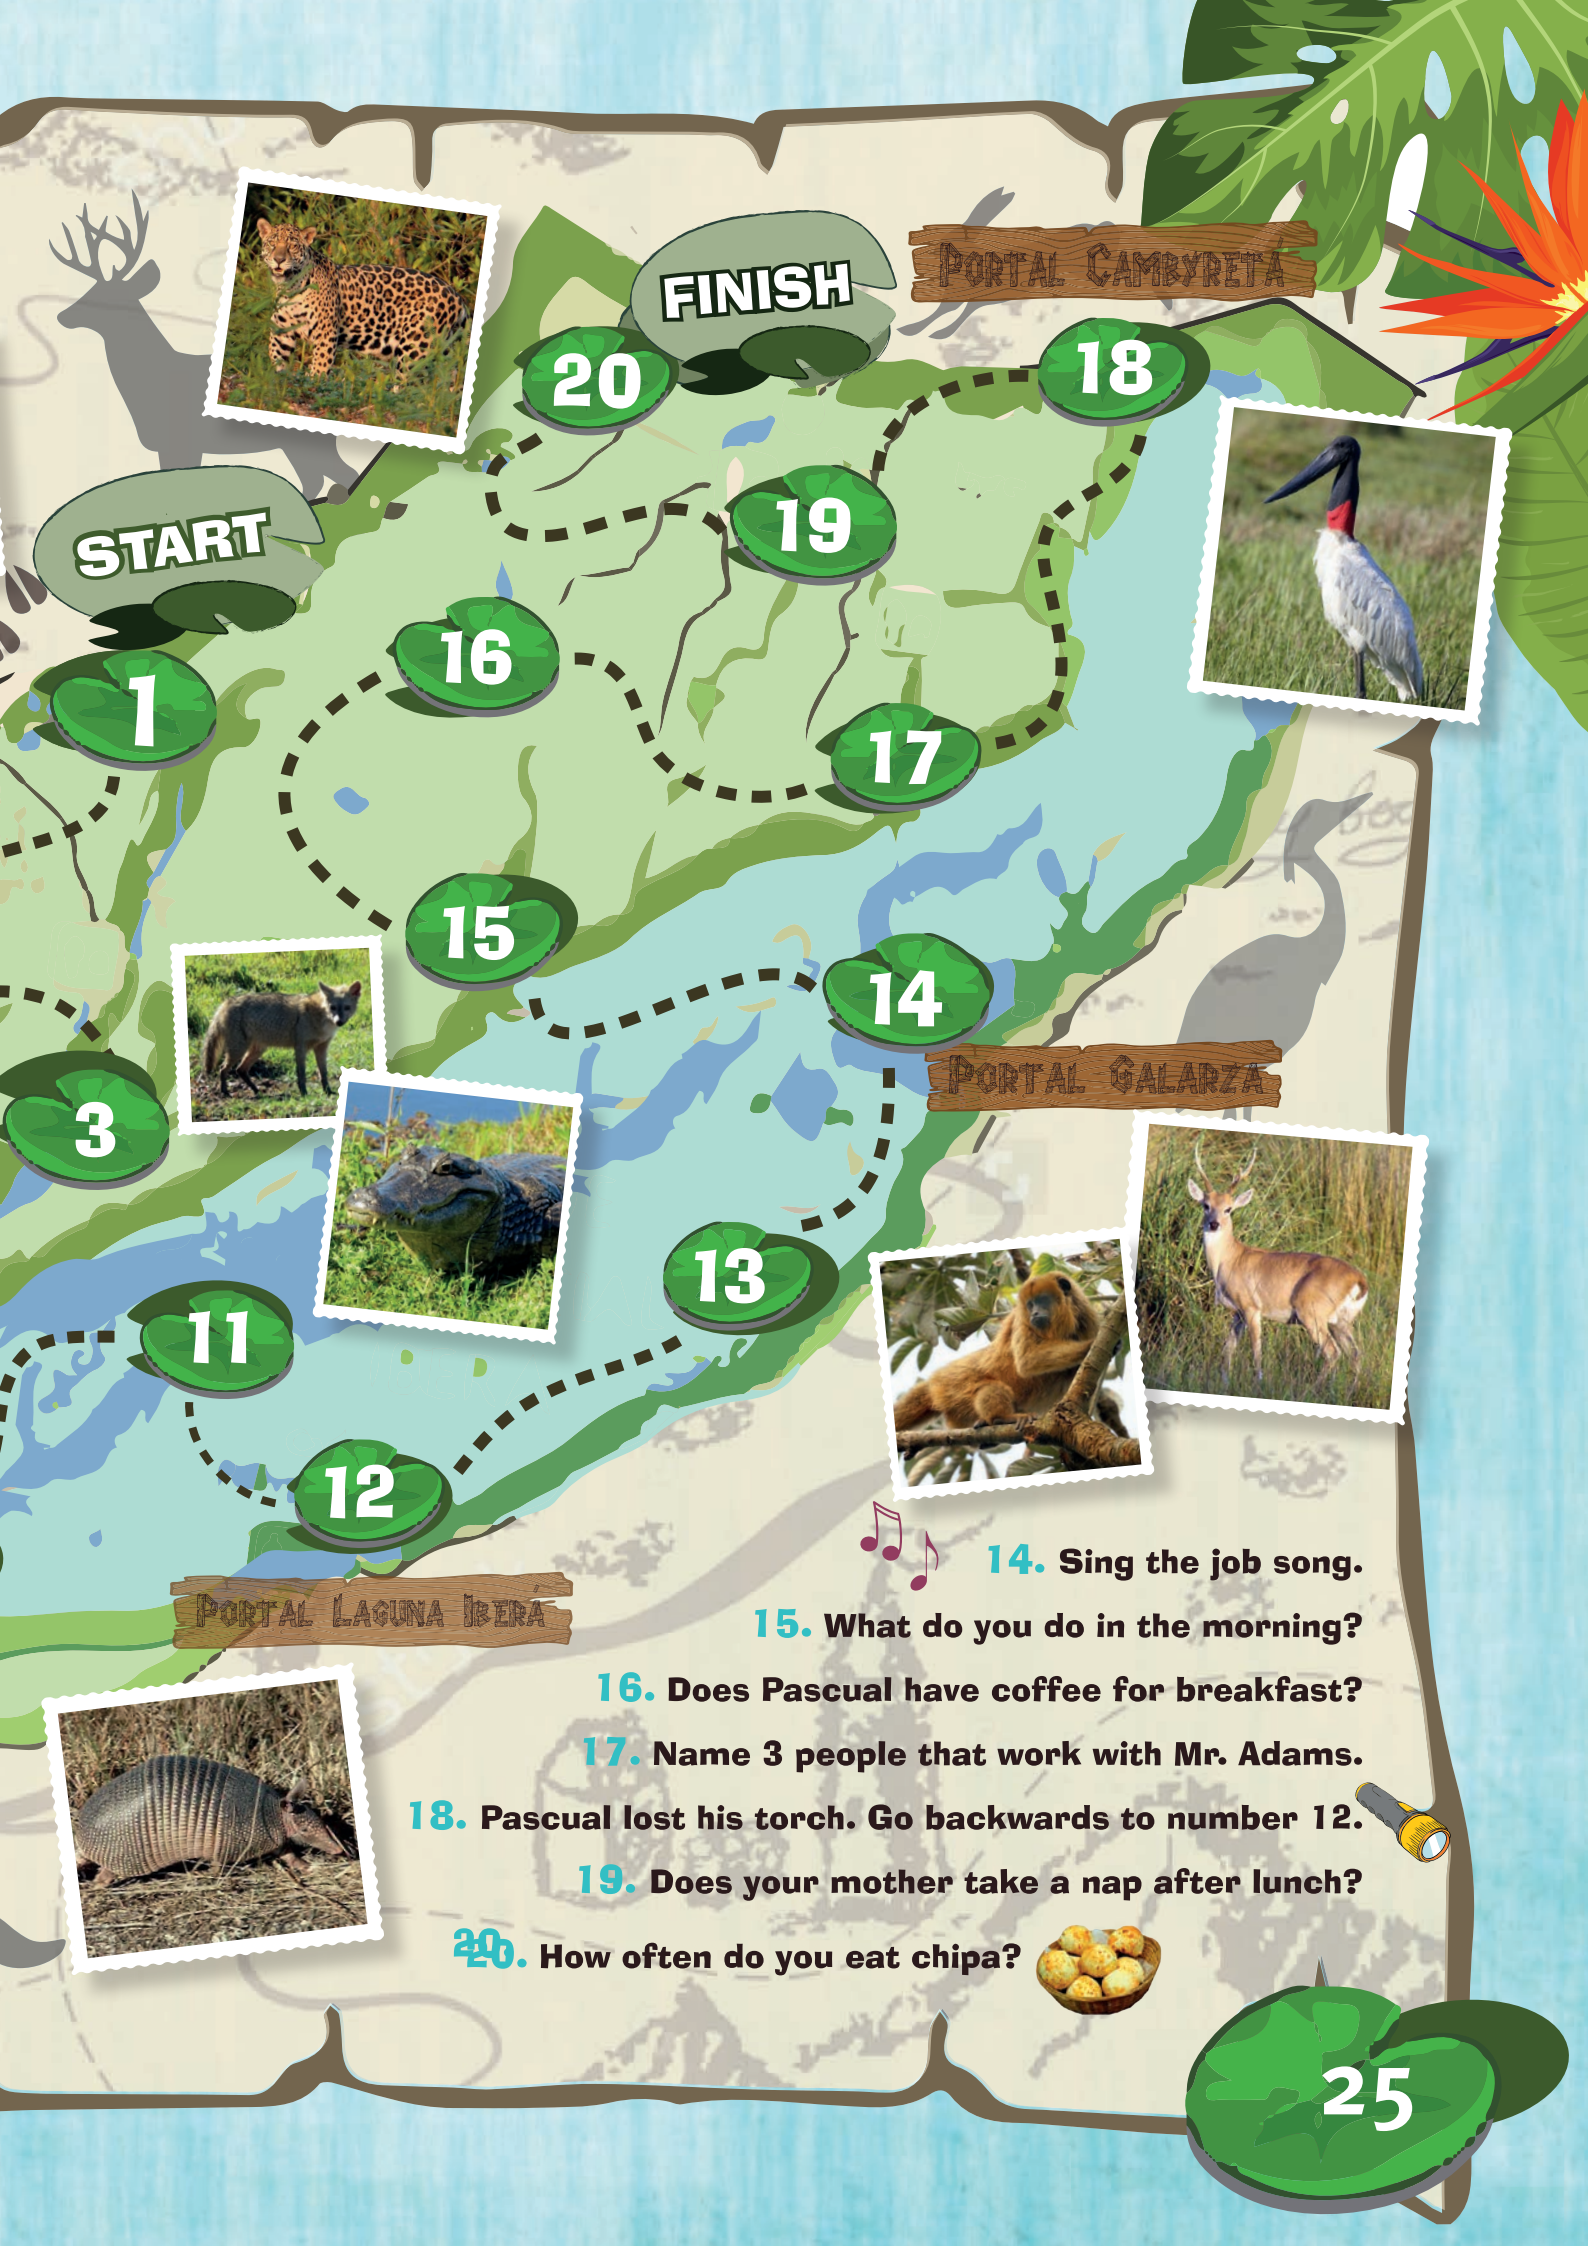 FINISH
PORTAL CAMBYRETÁ
20
18
START
19
16
1
17
15
14
PORTAL GALARZA
3
13
11
12
PORTAL LAGUNA IBERÁ
14. Sing the job song.
15. What do you do in the morning?
16. Does Pascual have coffee for breakfast?
17. Name 3 people that work with Mr. Adams.
18. Pascual lost his torch. Go backwards to number 12.
19. Does your mother take a nap after lunch?
20. How often do you eat chipa?
25